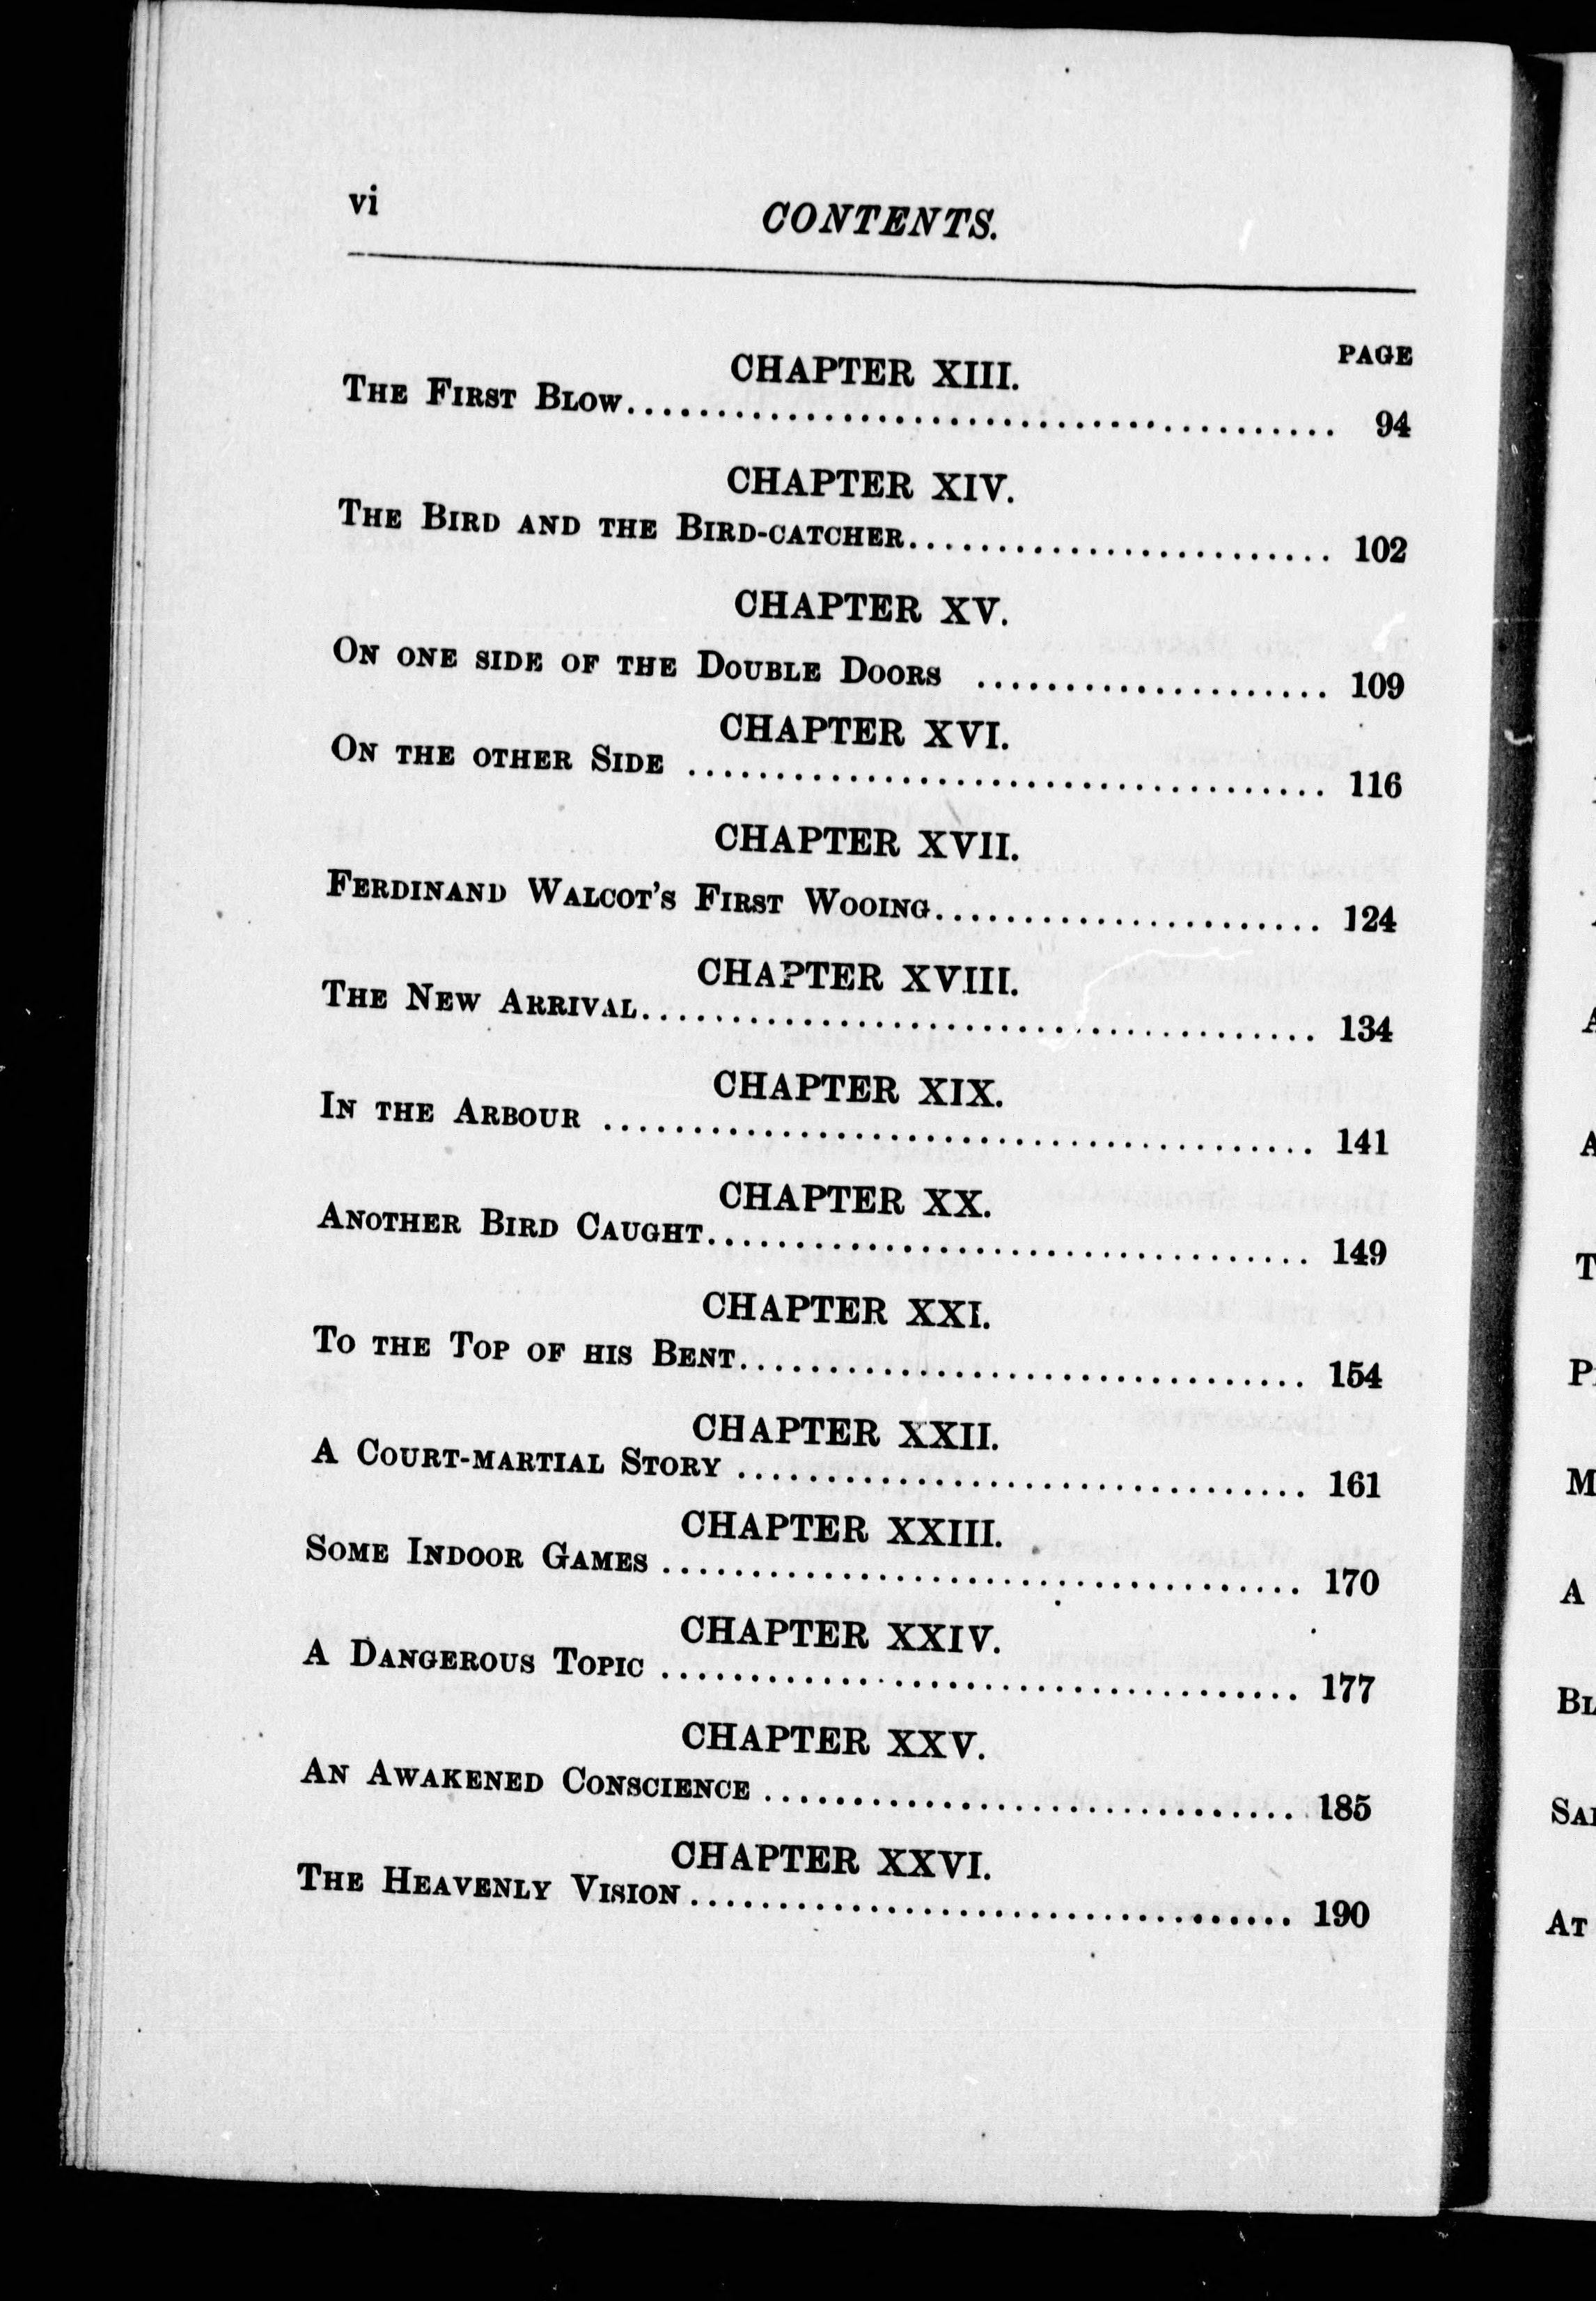 vi
CONTENTS.
PAGE
CHAPTER XIII.
THE FIRST BLOW........................................ 94
CHAPTER XIV.
THE BIRD AND THE BIRD-CATCHER........................ 102
CHAPTER XV.
ON ONE SIDE OF THE DOUBLE DOORS .................... 109
CHAPTER XVI.
ON THE OTHER SIDE .................................... 116
CHAPTER XVII.
FERDINAND WALCOT'S FIRST WOOING...................... 124
CHAPTER XVIII.
THE NEW ARRIVAL...................................... 134
CHAPTER XIX.
IN THE ARBOUR ........................................ 141
CHAPTER XX.
ANOTHER BIRD CAUGHT.................................. 149
CHAPTER XXI.
TO THE TOP OF HIS BENT................................ 154
CHAPTER XXII.
A COURT-MARTIAL STORY ................................ 161
CHAPTER XXIII.
SOME INDOOR GAMES .................................... 170
CHAPTER XXIV.
A DANGEROUS TOPIC .................................... 177
CHAPTER XXV.
AN AWAKENED CONSCIENCE .............................. 185
CHAPTER XXVI.
THE HEAVENLY VISION.................................. 190